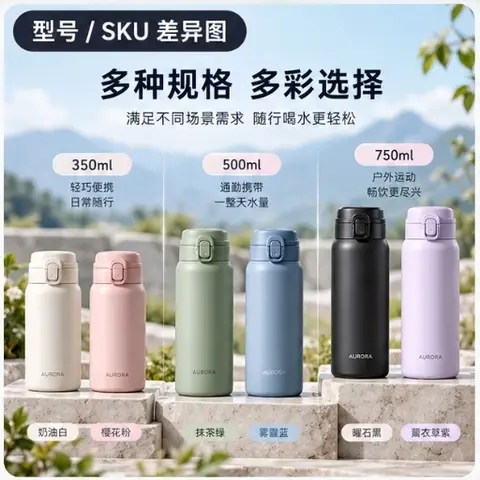 型号 / SKU 差异图
多种规格 多彩选择
满足不同场景需求 随行喝水更轻松
350ml
轻巧便携
日常随行
500ml
通勤携带
一整天水量
750ml
户外运动
畅饮更尽兴
AURORA
AURORA
AURORA
AURORA
AURORA
AURORA
奶油白
樱花粉
抹茶绿
雾霾蓝
曜石黑
薰衣草紫